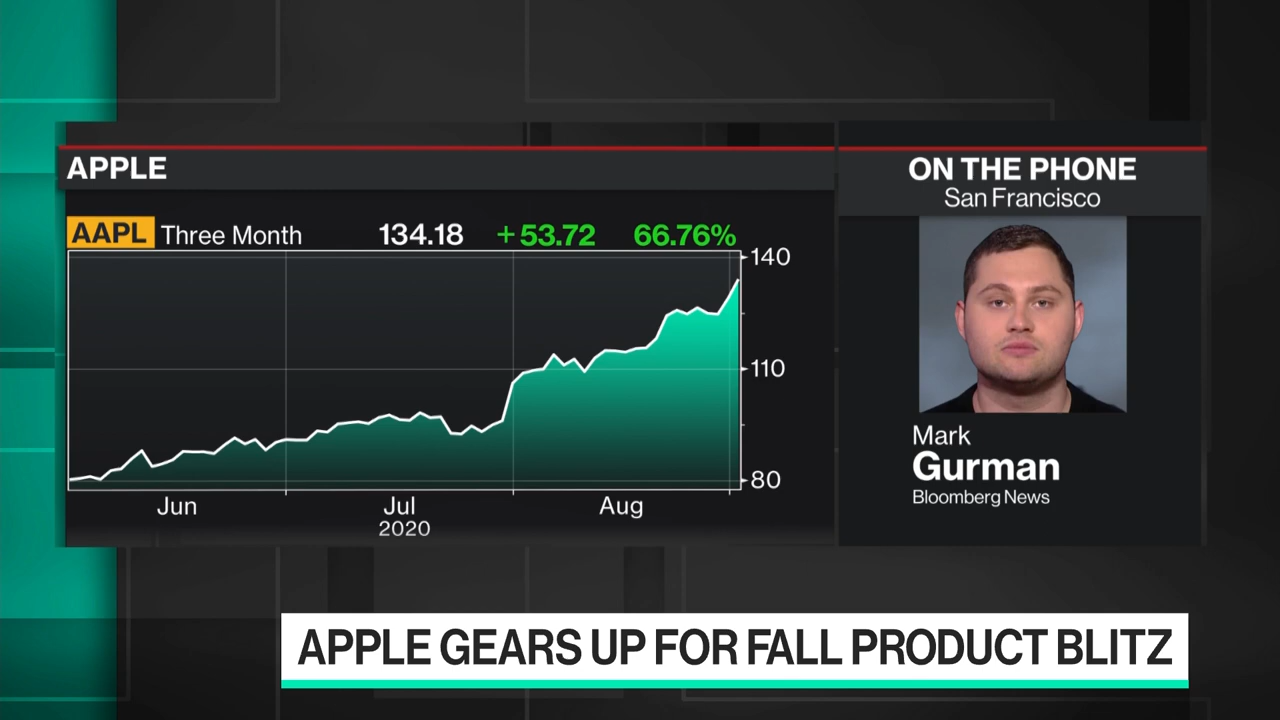 APPLE
AAPL Three Month 134.18 +53.72 66.76%
140
110
80
Jun Jul Aug
2020
ON THE PHONE
San Francisco
Mark
Gurman
Bloomberg News
APPLE GEARS UP FOR FALL PRODUCT BLITZ